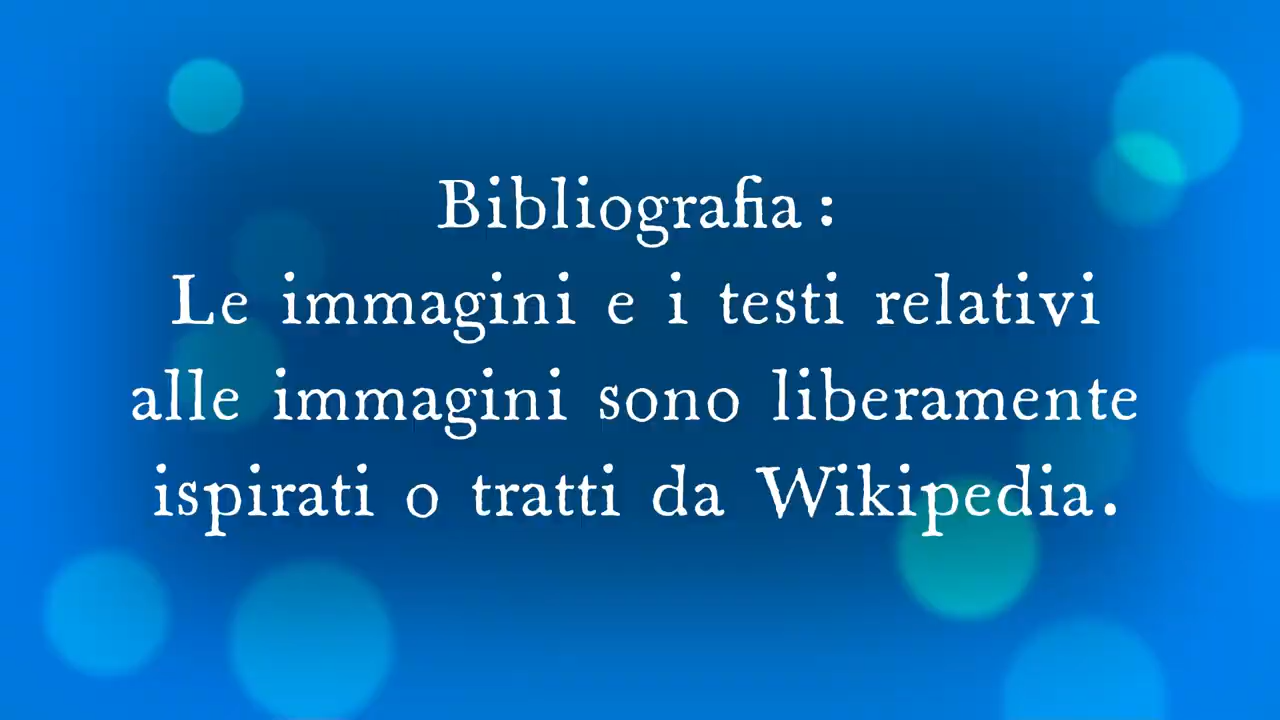 Bibliografia :
Le immagini e i testi relativi
alle immagini sono liberamente
ispirati o tratti da Wikipedia.